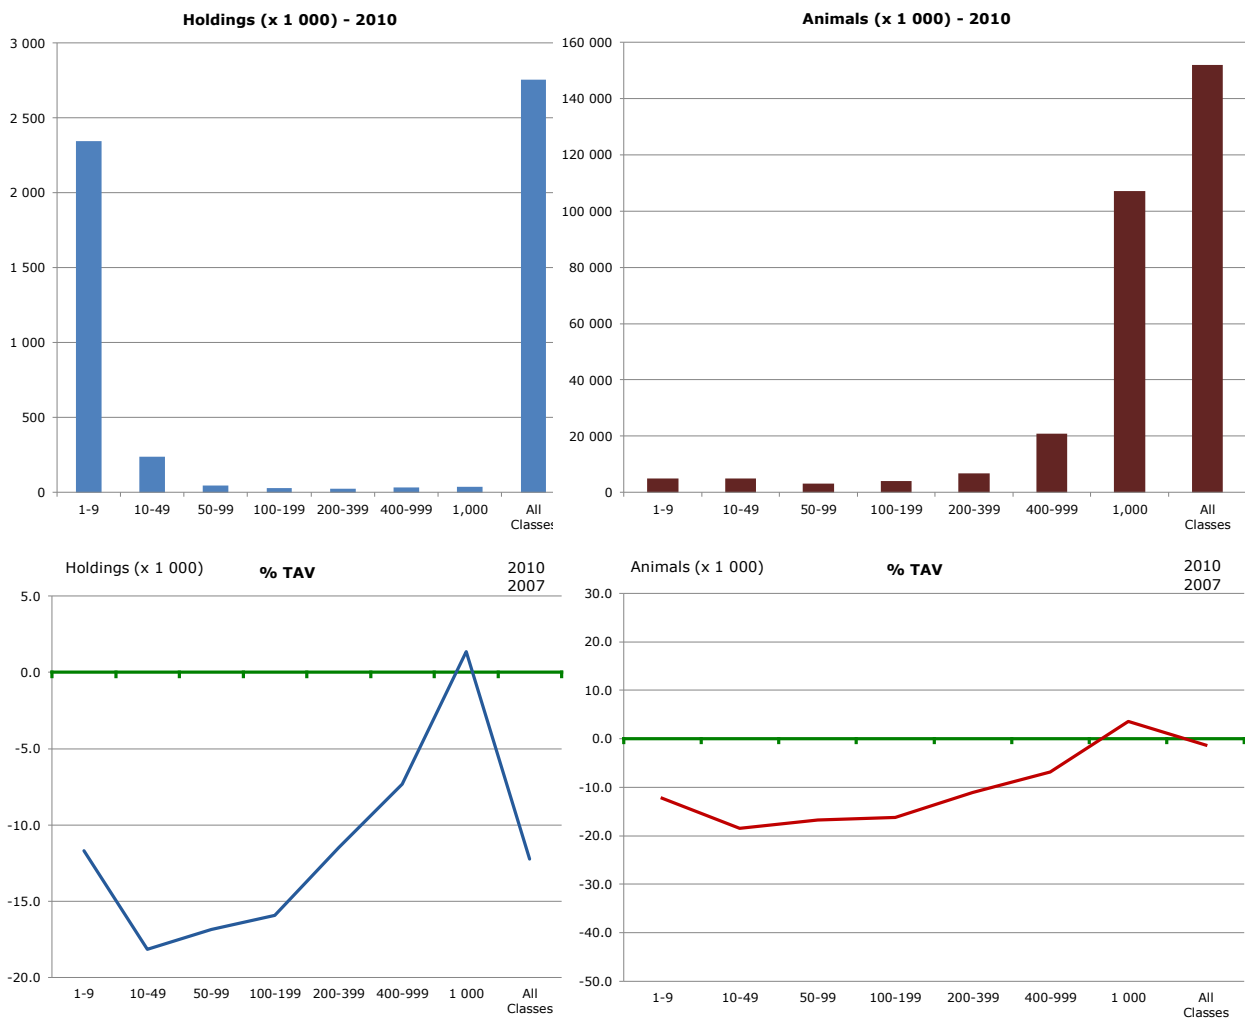 Holdings (x 1 000) - 2010
3 000
2 500
2 000
1 500
1 000
500
0
1-9 10-49 50-99 100-199 200-399 400-999 1,000 All
Classes
Animals (x 1 000) - 2010
160 000
140 000
120 000
100 000
80 000
60 000
40 000
20 000
0
1-9 10-49 50-99 100-199 200-399 400-999 1,000 All
Classes
Holdings (x 1 000) % TAV 2010
2007
5.0
0.0
-5.0
-10.0
-15.0
-20.0
1-9 10-49 50-99 100-199 200-399 400-999 1 000 All
Classes
Animals (x 1 000) % TAV 2010
2007
30.0
20.0
10.0
0.0
-10.0
-20.0
-30.0
-40.0
-50.0
1-9 10-49 50-99 100-199 200-399 400-999 1 000 All
Classes